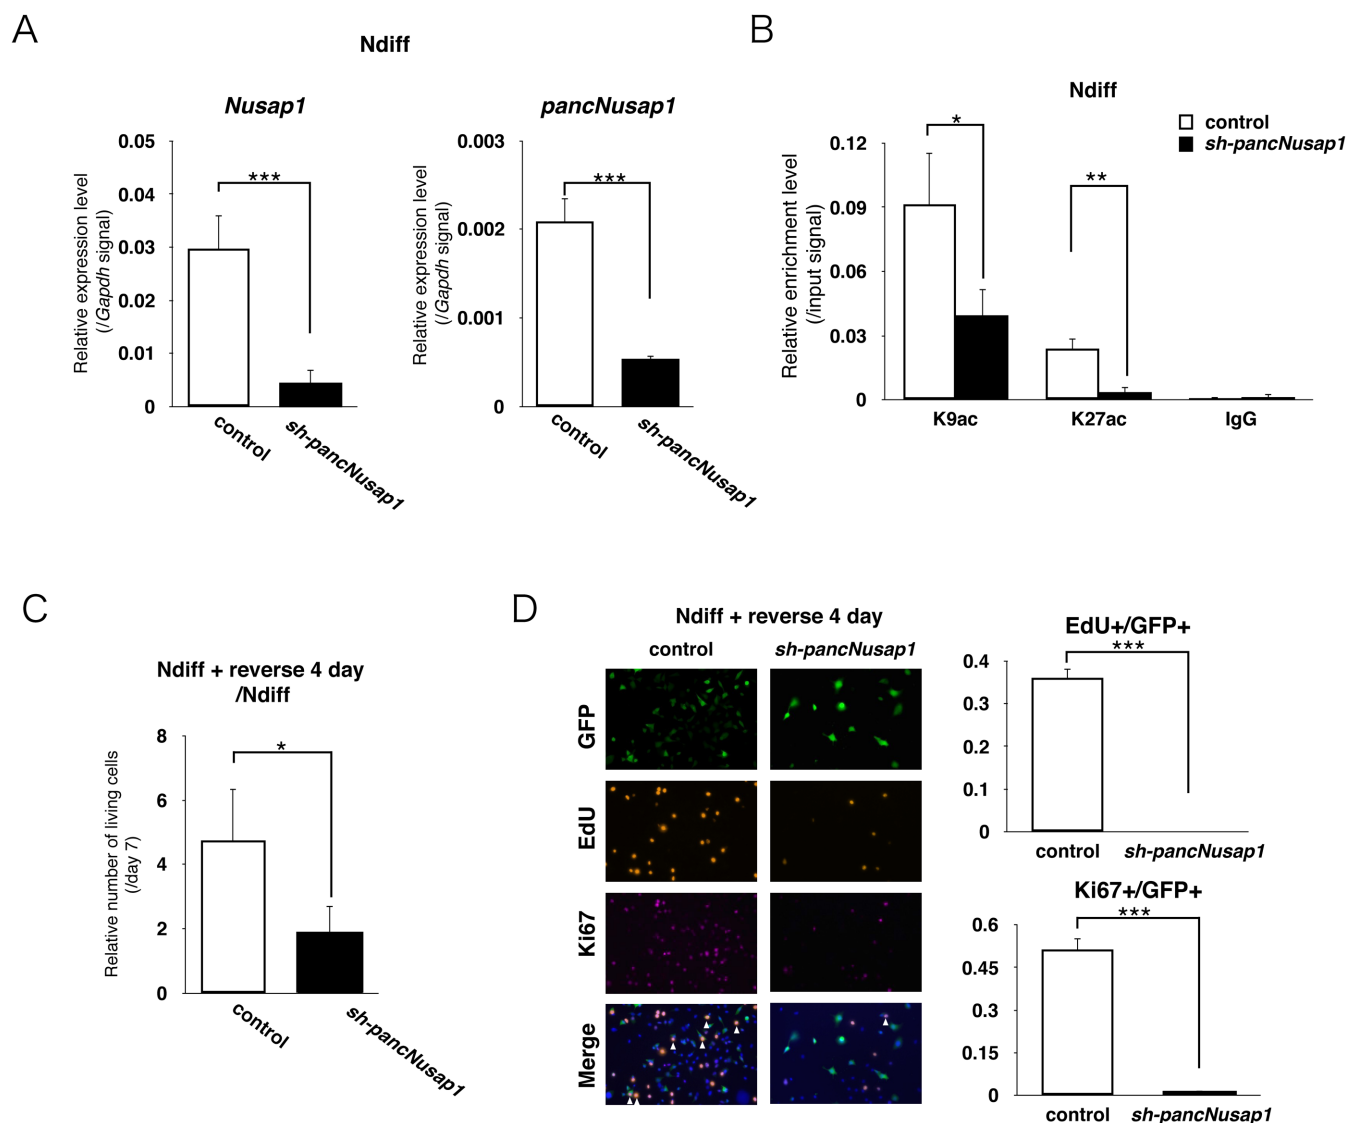 A
Ndiff
Nusap1
Relative expression level
(/Gapdh signal)
0.05
0.04
0.03
0.02
0.01
0
***
control
sh-pancNusap1
pancNusap1
Relative expression level
(/Gapdh signal)
0.003
0.002
0.001
0
***
control
sh-pancNusap1
B
Ndiff
control
sh-pancNusap1
Relative enrichment level
(/input signal)
0.12
0.09
0.06
0.03
0
*
**
K9ac
K27ac
IgG
C
Ndiff + reverse 4 day
/Ndiff
Relative number of living cells
(/day 7)
8
6
4
2
0
*
control
sh-pancNusap1
D
Ndiff + reverse 4 day
control
sh-pancNusap1
GFP
EdU
Ki67
Merge
EdU+/GFP+
***
0.4
0.3
0.2
0.1
0
control
sh-pancNusap1
Ki67+/GFP+
***
0.6
0.45
0.3
0.15
0
control
sh-pancNusap1